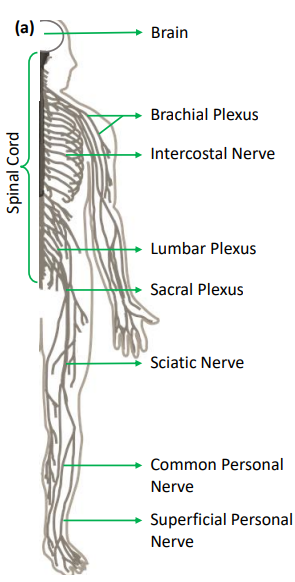 (a)
Brain
Spinal Cord
Brachial Plexus
Intercostal Nerve
Lumbar Plexus
Sacral Plexus
Sciatic Nerve
Common Personal
Nerve
Superficial Personal
Nerve